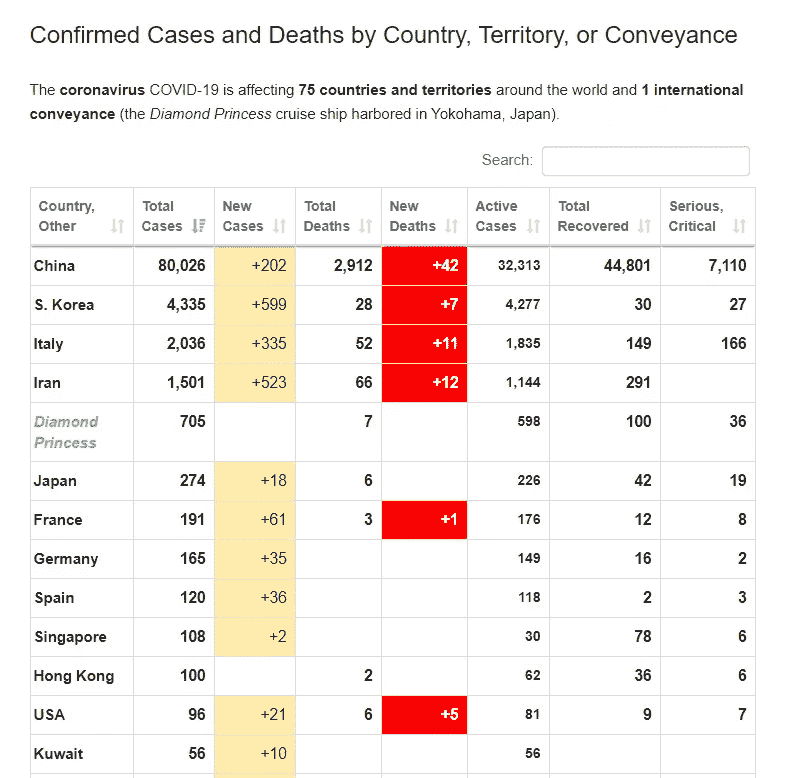 Confirmed Cases and Deaths by Country, Territory, or Conveyance
The coronavirus COVID-19 is affecting 75 countries and territories around the world and 1 international
conveyance (the Diamond Princess cruise ship harbored in Yokohama, Japan).
Search:
Country, Other Total Cases New Cases Total Deaths New Deaths Active Cases Total Recovered Serious, Critical
China 80,026 +202 2,912 +42 32,313 44,801 7,110
S. Korea 4,335 +599 28 +7 4,277 30 27
Italy 2,036 +335 52 +11 1,835 149 166
Iran 1,501 +523 66 +12 1,144 291
Diamond Princess 705 7 598 100 36
Japan 274 +18 6 226 42 19
France 191 +61 3 +1 176 12 8
Germany 165 +35 149 16 2
Spain 120 +36 118 2 3
Singapore 108 +2 30 78 6
Hong Kong 100 2 62 36 6
USA 96 +21 6 +5 81 9 7
Kuwait 56 +10 56